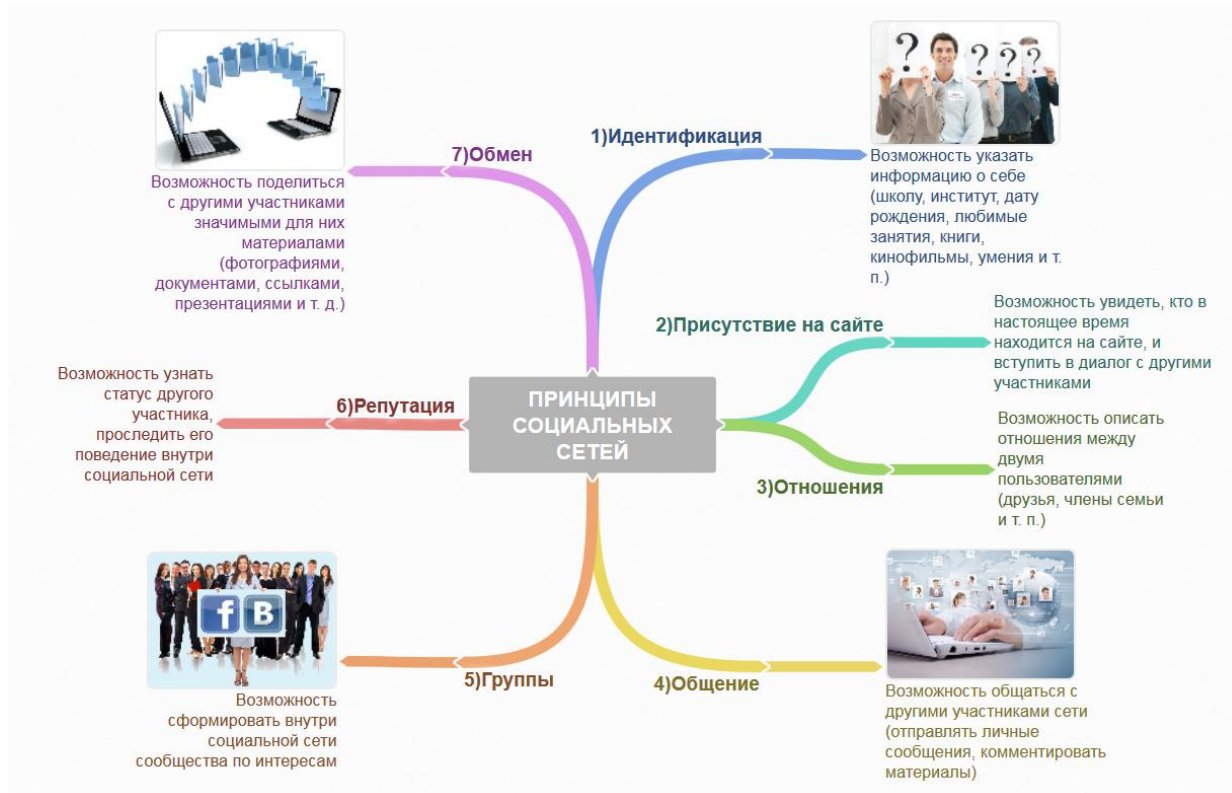 ПРИНЦИПЫ
СОЦИАЛЬНЫХ
СЕТЕЙ
1)Идентификация
? ? ? ?
Возможность указать
информацию о себе
(школу, институт, дату
рождения, любимые
занятия, книги,
кинофильмы, умения и т.
п.)
2)Присутствие на сайте
Возможность увидеть, кто в
настоящее время
находится на сайте, и
вступить в диалог с другими
участниками
3)Отношения
Возможность описать
отношения между
двумя
пользователями
(друзья, члены семьи
и т. п.)
4)Общение
Возможность общаться с
другими участниками сети
(отправлять личные
сообщения, комментировать
материалы)
5)Группы
f В
Возможность
сформировать внутри
социальной сети
сообщества по интересам
6)Репутация
Возможность узнать
статус другого
участника,
проследить его
поведение внутри
социальной сети
7)Обмен
Возможность поделиться
с другими участниками
значимыми для них
материалами
(фотографиями,
документами, ссылками,
презентациями и т. д.)